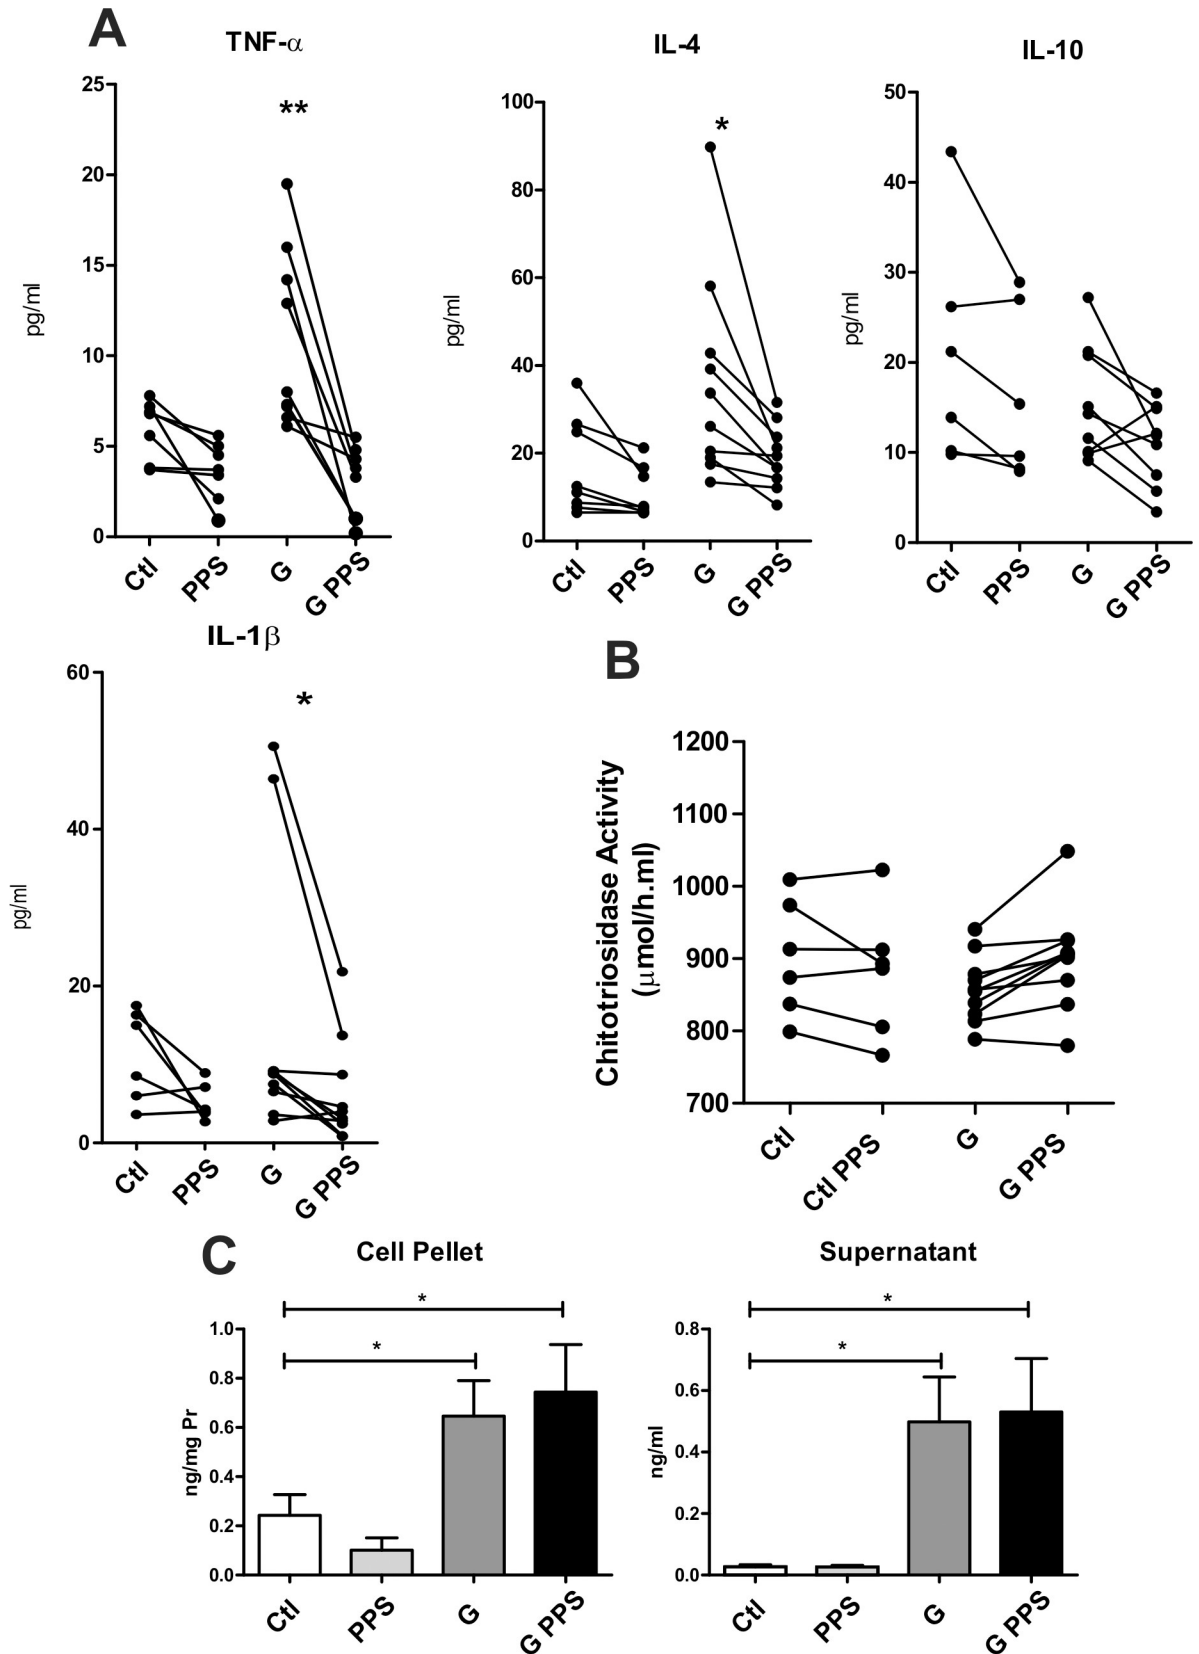 A
TNF-α
IL-4
IL-10
25
20
15
10
5
0
pg/ml
**
Ctl
PPS
G
G PPS
100
80
60
40
20
0
pg/ml
*
Ctl
PPS
G
G PPS
50
40
30
20
10
0
pg/ml
Ctl
PPS
G
G PPS
IL-1β
60
40
20
0
pg/ml
*
Ctl
PPS
G
G PPS
B
1200
1100
1000
900
800
700
Chitotriosidase Activity
(μmol/h.ml)
Ctl
Ctl PPS
G
G PPS
C
Cell Pellet
*
*
1.0
0.8
0.6
0.4
0.2
0.0
ng/mg Pr
Ctl
PPS
G
G PPS
Supernatant
*
*
0.8
0.6
0.4
0.2
0.0
ng/ml
Ctl
PPS
G
G PPS